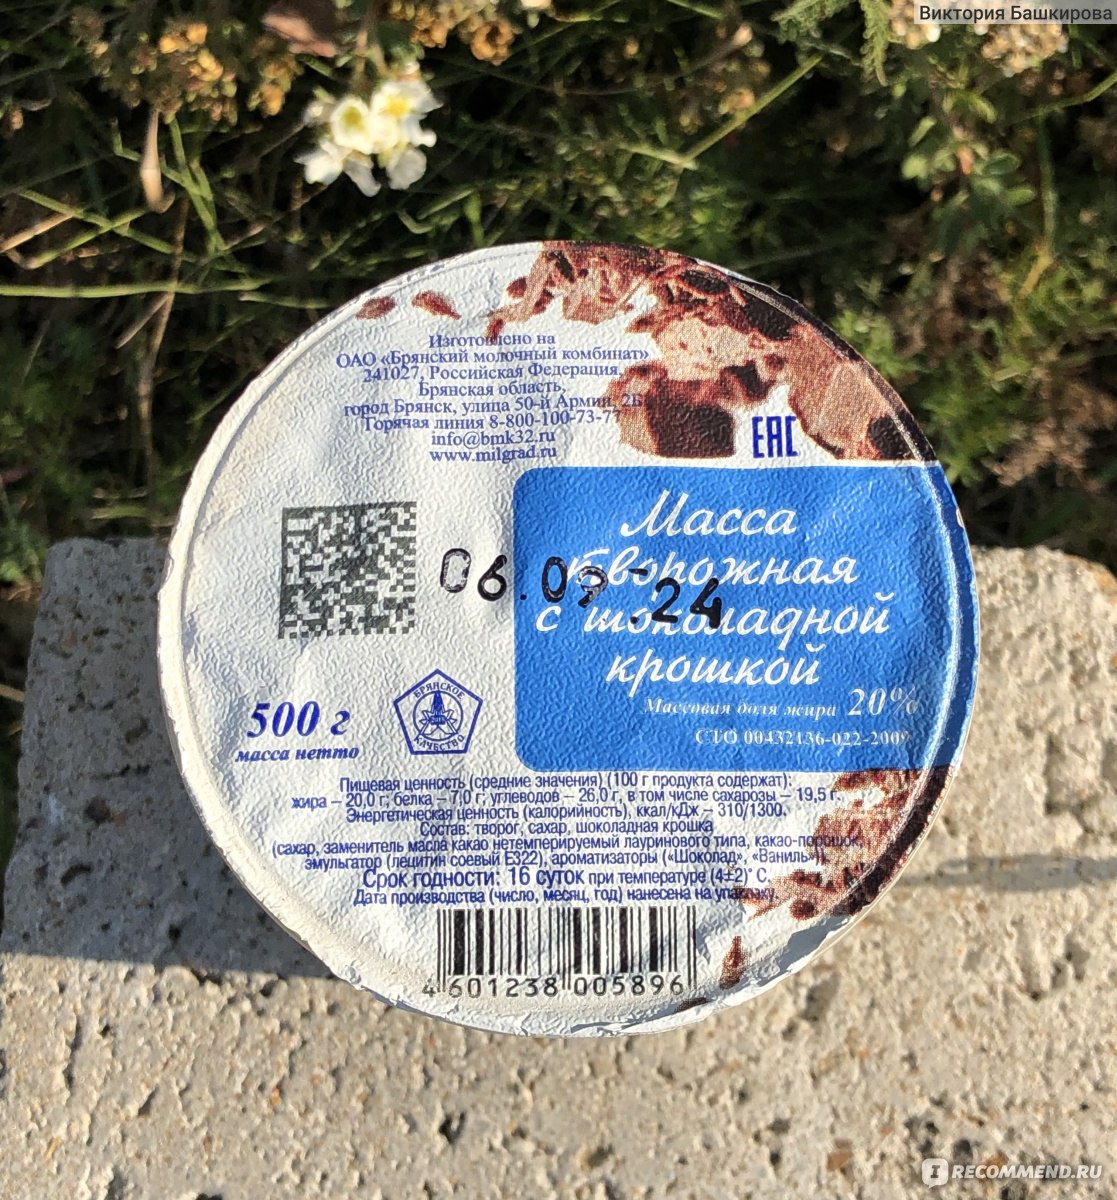 Виктория Башкирова
Изготовлено на
ОАО «Брянский молочный комбинат»
241027, Российская Федерация,
Брянская область,
город Брянск, улица 50-й Армии, 2Б
Горячая линия 8-800-100-73-77
info@bmk32.ru
www.milgrad.ru
EAC
Масса
творожная
с шоколадной
крошкой
06.09.24
Массовая доля жира 20%
СТО 00432136-022-2009
500 г
масса нетто
БРЯНСКОЕ
КАЧЕСТВО
Пищевая ценность (средние значения) (100 г продукта содержат):
жира – 20,0 г; белка – 7,0 г; углеводов – 26,0 г, в том числе сахарозы – 19,5 г.
Энергетическая ценность (калорийность), ккал/кДж – 310/1300.
Состав: творог, сахар, шоколадная крошка
(сахар, заменитель масла какао нетемперируемый лауринового типа, какао-порошок,
эмульгатор (лецитин соевый Е322), ароматизаторы («Шоколад», «Ваниль»).
Срок годности: 16 суток при температуре (4±2)° С.
Дата производства (число, месяц, год) нанесена на упаковку.
4 601238 005896
RECOMMEND.RU